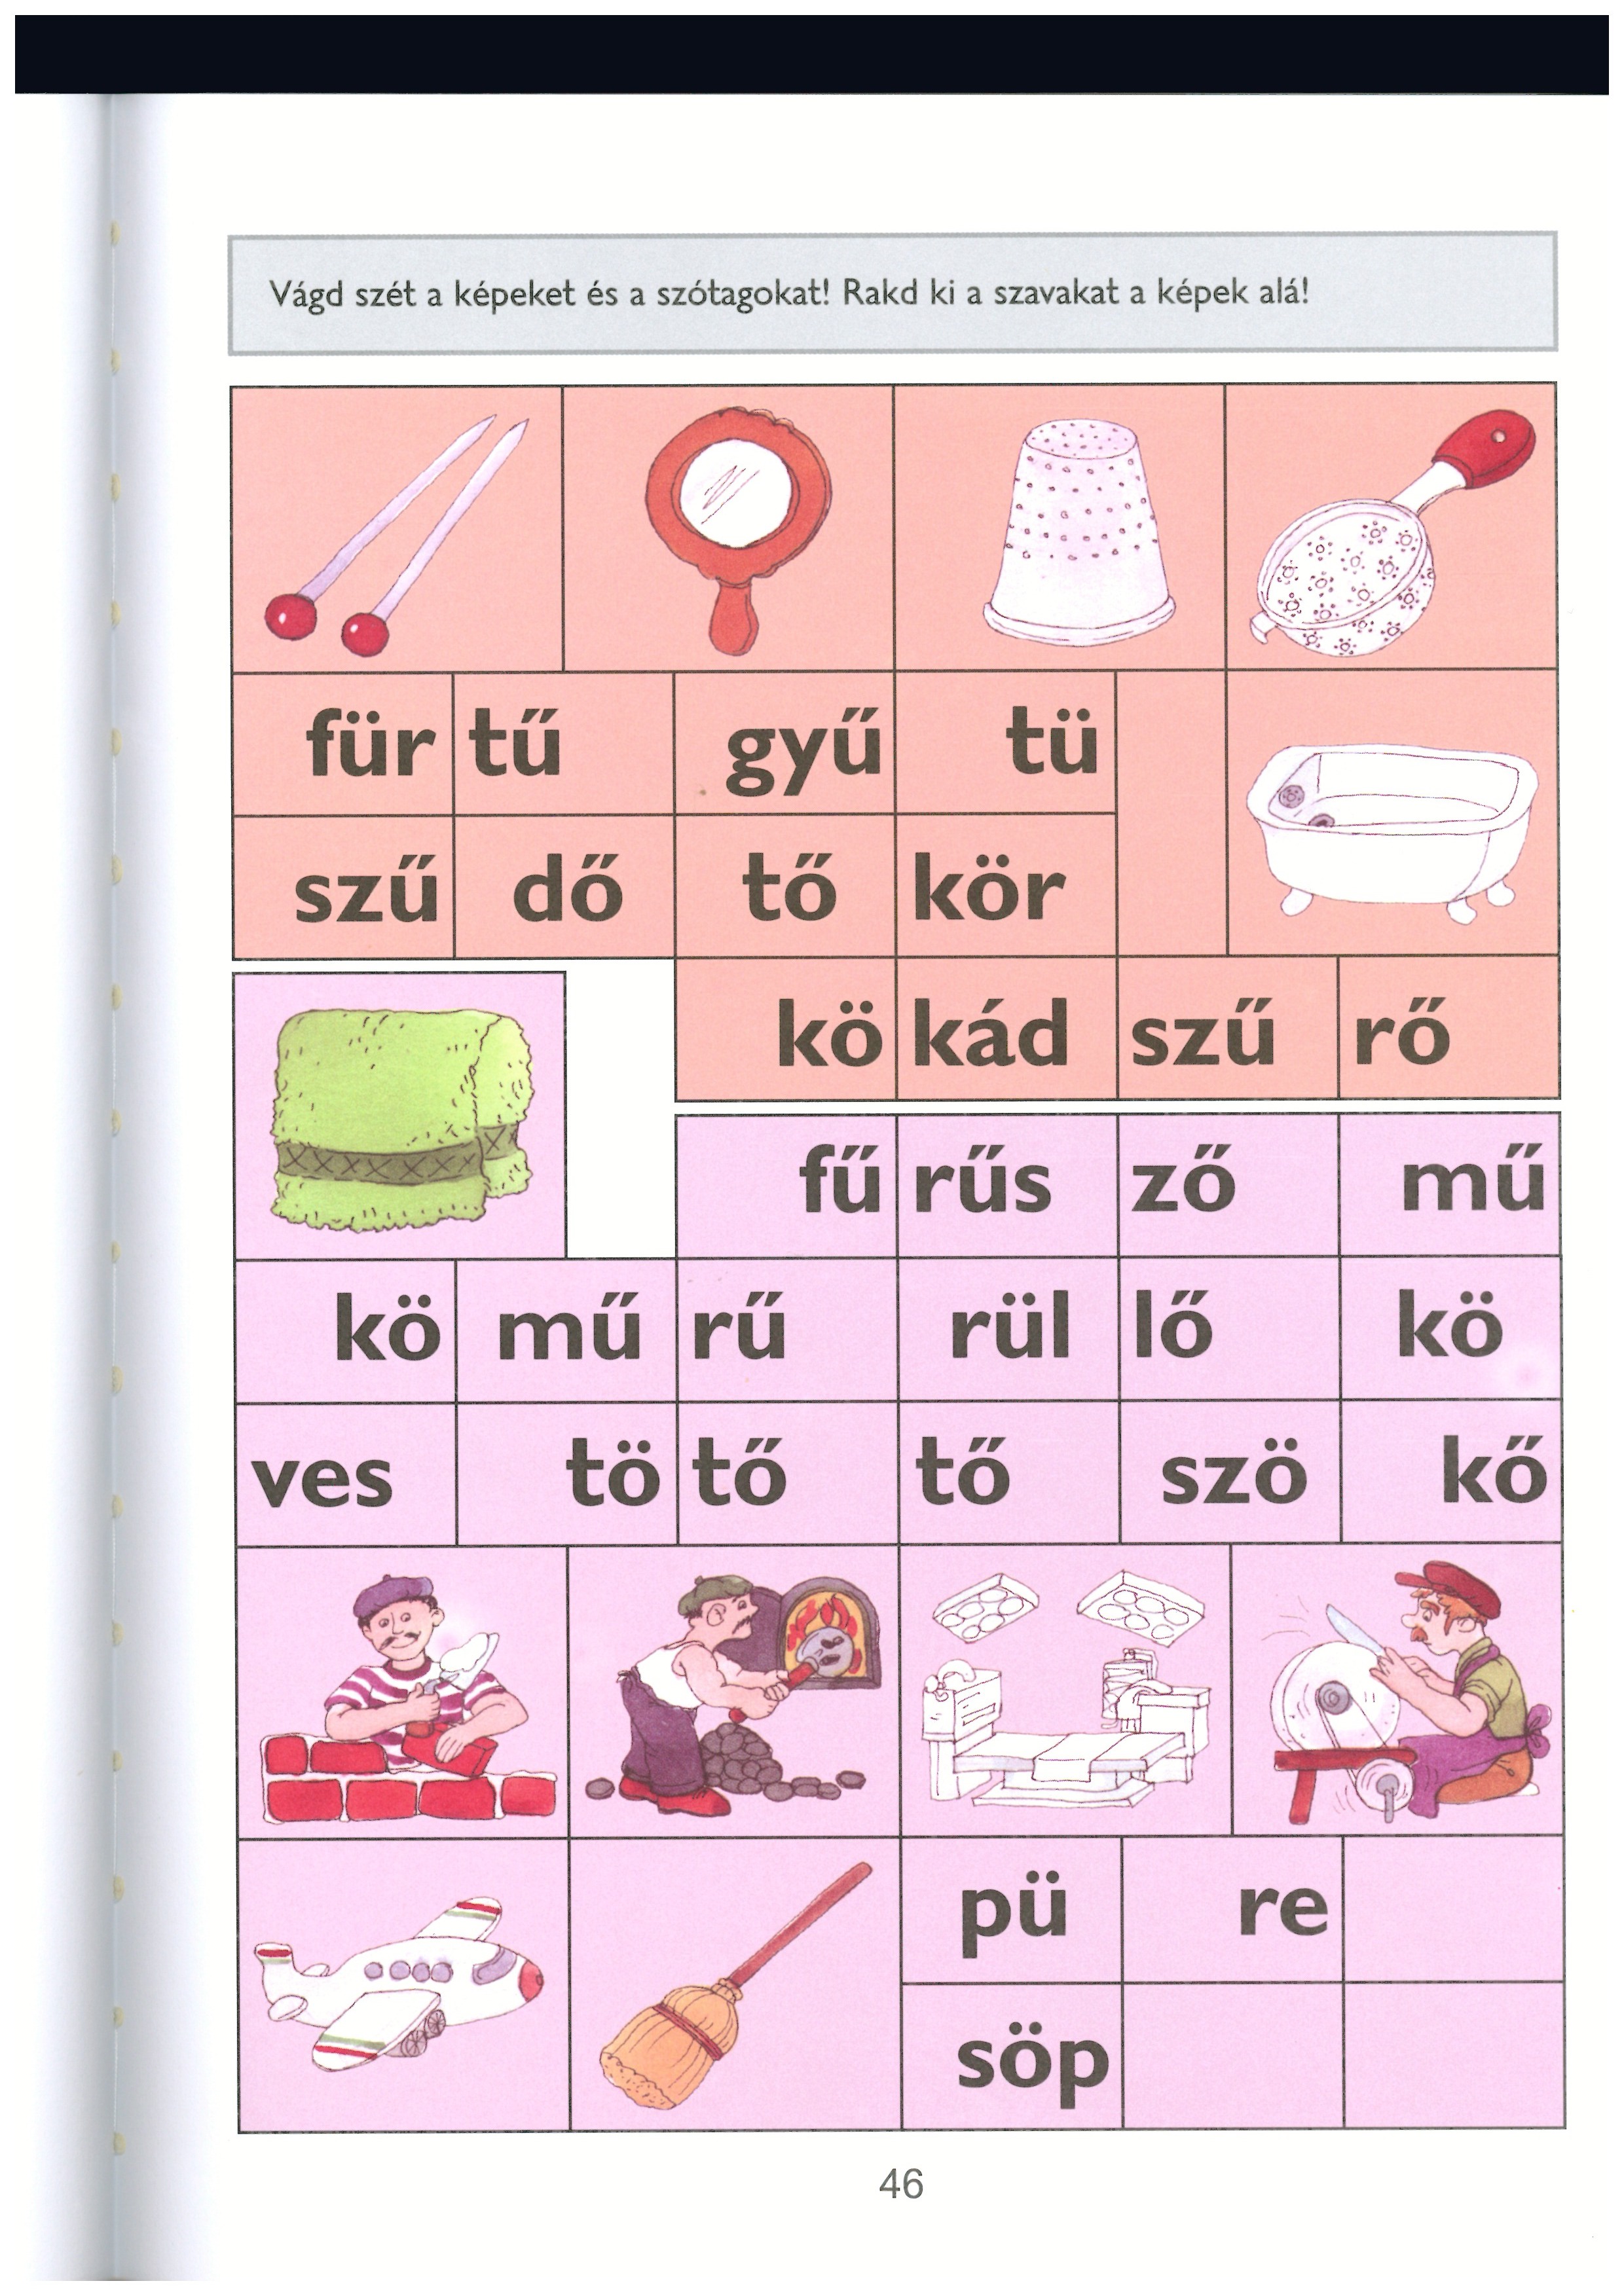 Vágd szét a képeket és a szótagokat! Rakd ki a szavakat a képek alá!
für tű gyű tü
szű dő tő kör
kö kád szű rő
fű rűs ző mű
kö mű rű rül lő kö
ves tö tő tő szö kő
pü re
söp
46